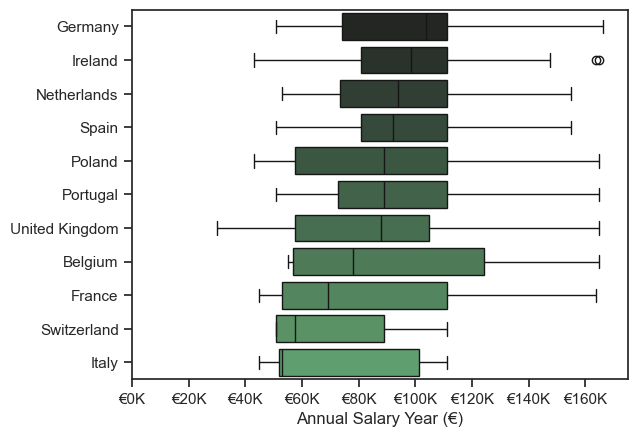 Germany
Ireland
Netherlands
Spain
Poland
Portugal
United Kingdom
Belgium
France
Switzerland
Italy
€0K €20K €40K €60K €80K €100K €120K €140K €160K
Annual Salary Year (€)